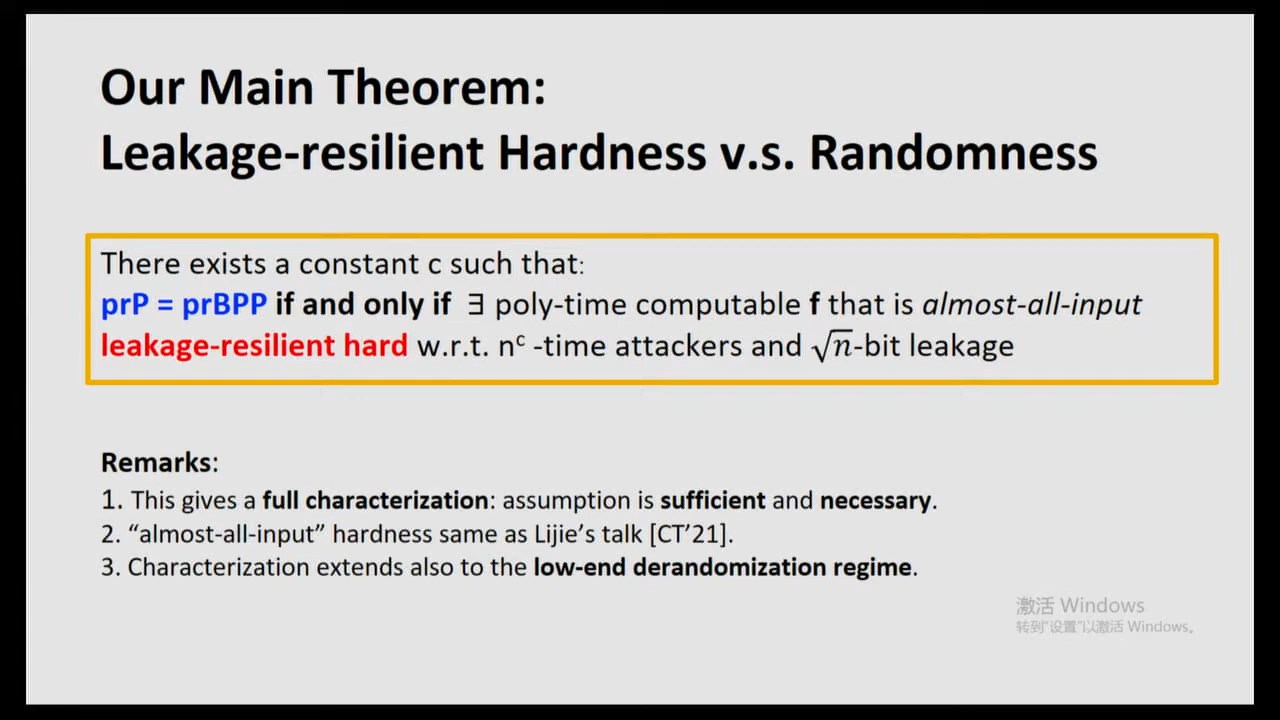 Our Main Theorem:
Leakage-resilient Hardness v.s. Randomness
There exists a constant c such that:
prP = prBPP if and only if ∃ poly-time computable f that is almost-all-input
leakage-resilient hard w.r.t. nᶜ -time attackers and √n-bit leakage
Remarks:
1. This gives a full characterization: assumption is sufficient and necessary.
2. “almost-all-input” hardness same as Lijie’s talk [CT’21].
3. Characterization extends also to the low-end derandomization regime.
激活 Windows
转到“设置”以激活 Windows。